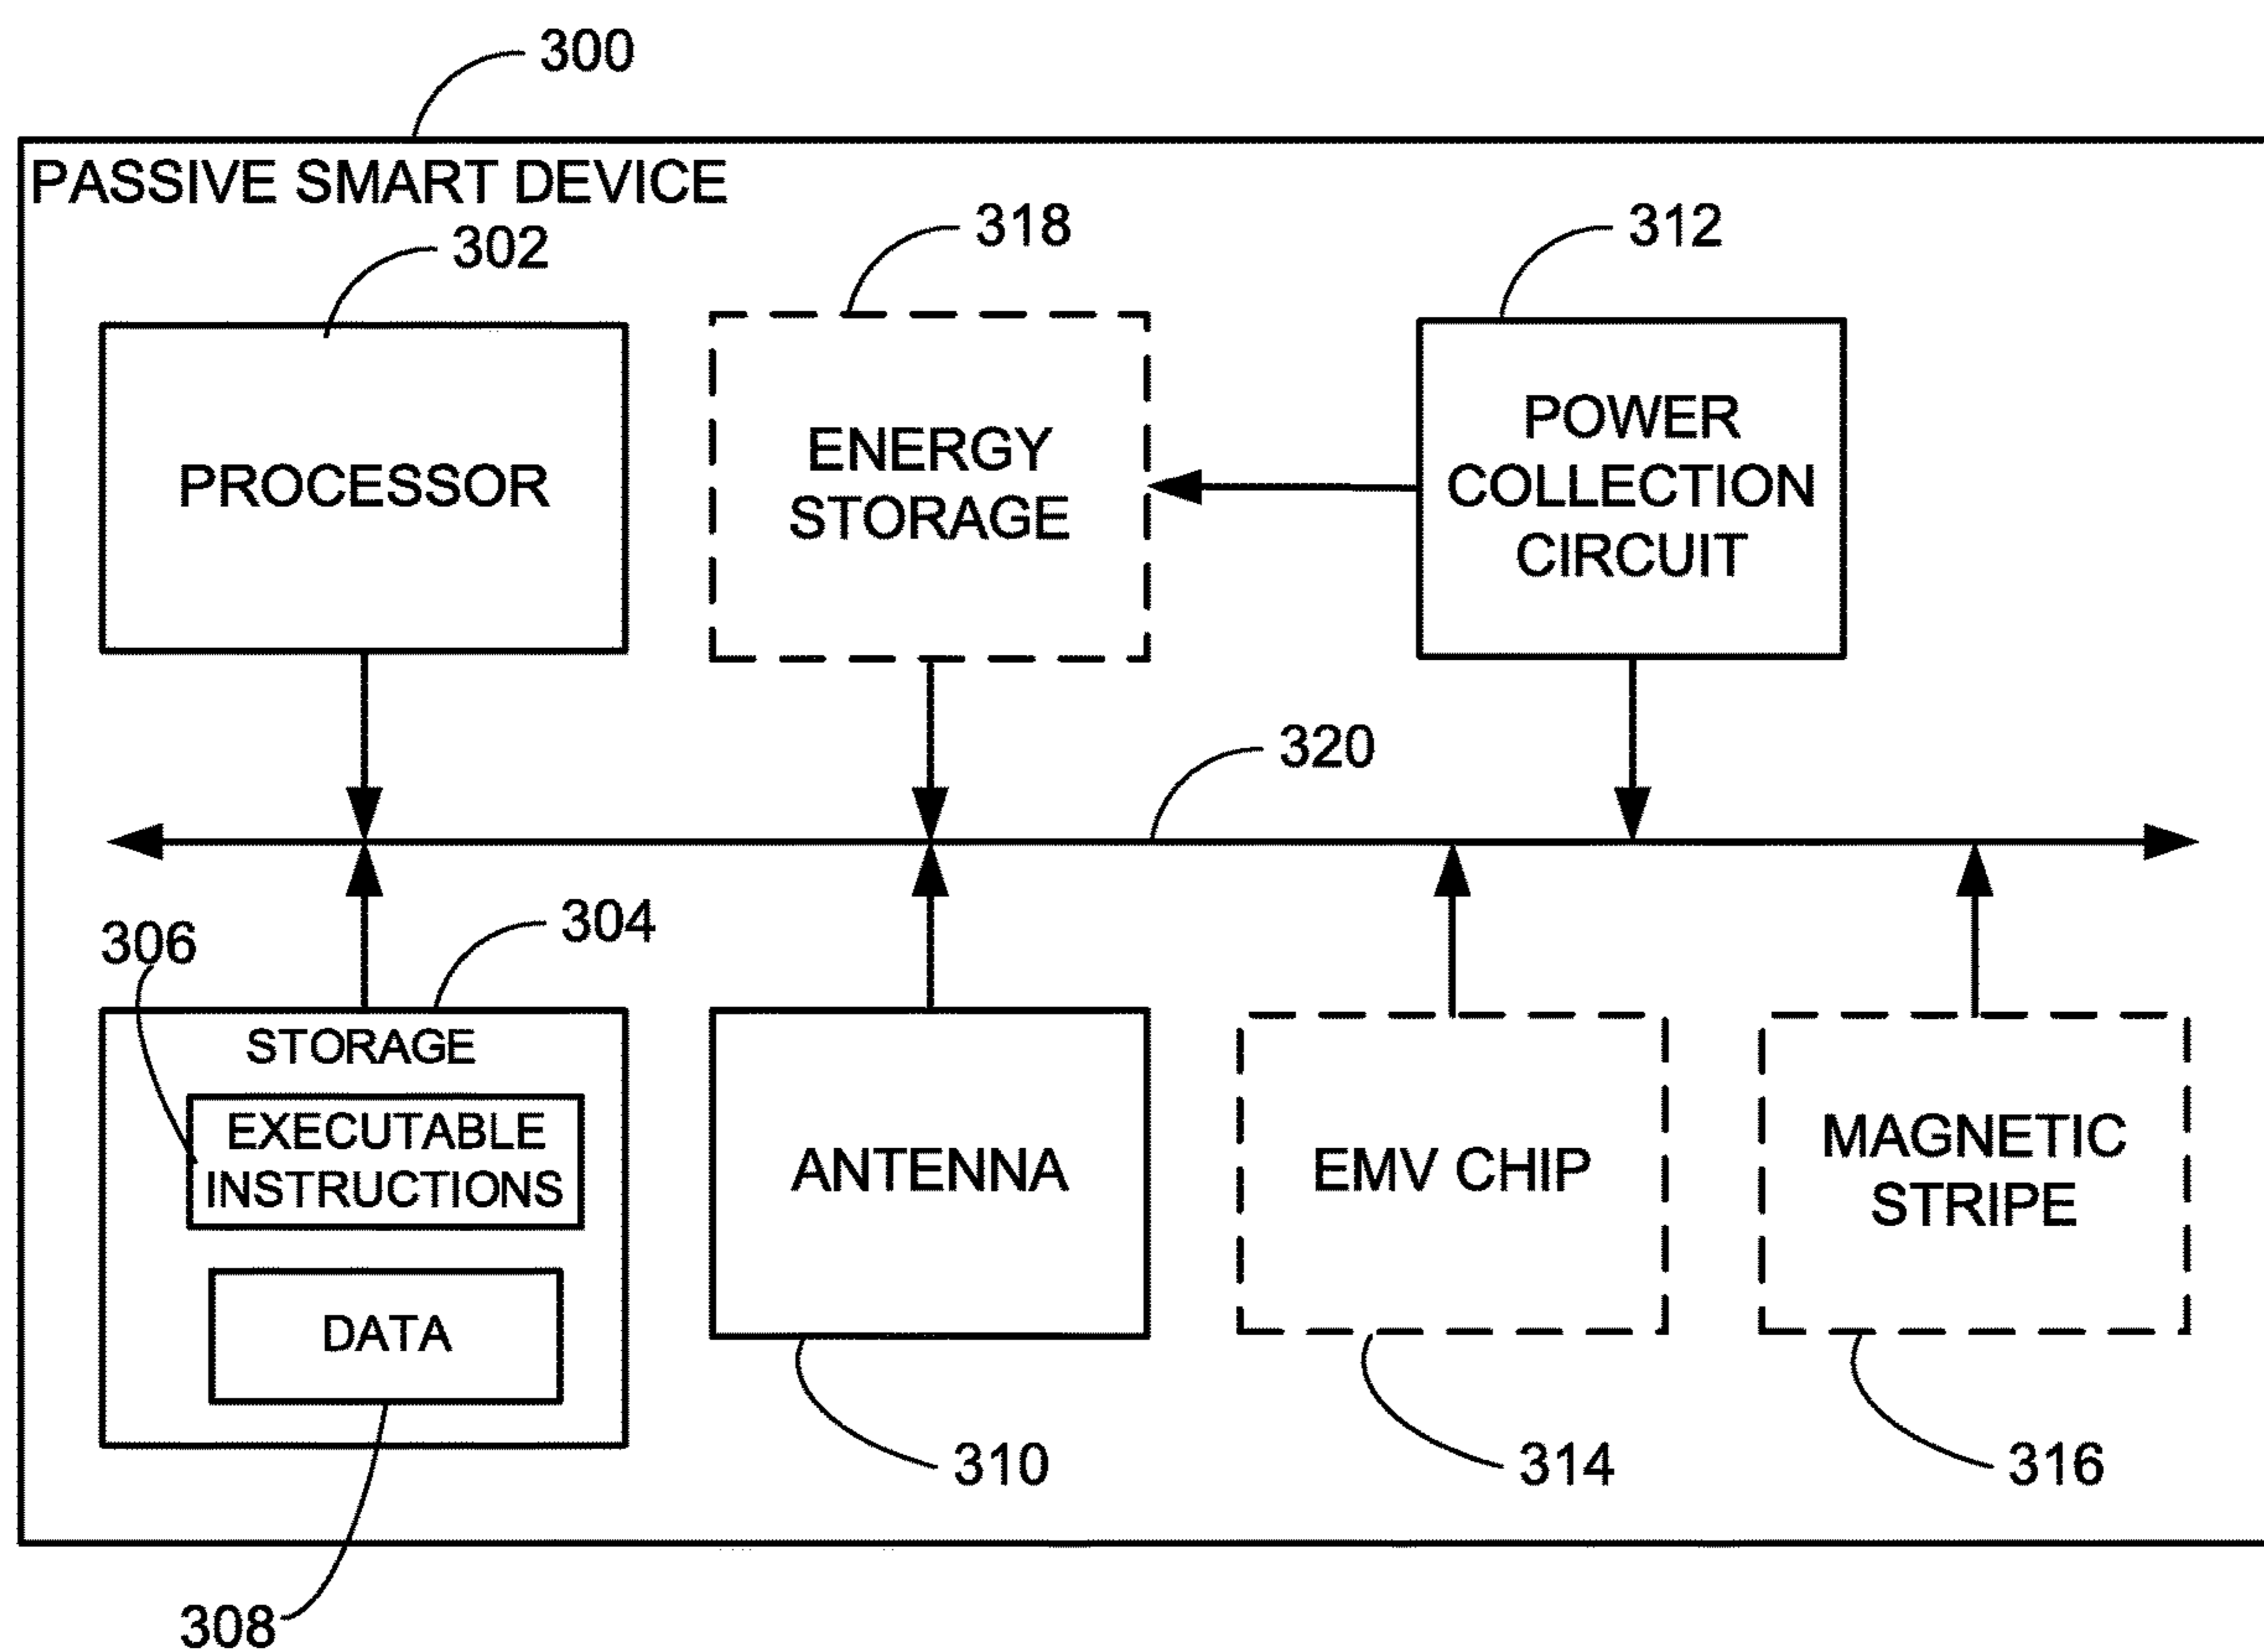 300
PASSIVE SMART DEVICE
302
318
312
PROCESSOR
ENERGY
STORAGE
POWER
COLLECTION
CIRCUIT
320
306
304
STORAGE
EXECUTABLE
INSTRUCTIONS
DATA
ANTENNA
EMV CHIP
MAGNETIC
STRIPE
310
314
316
308